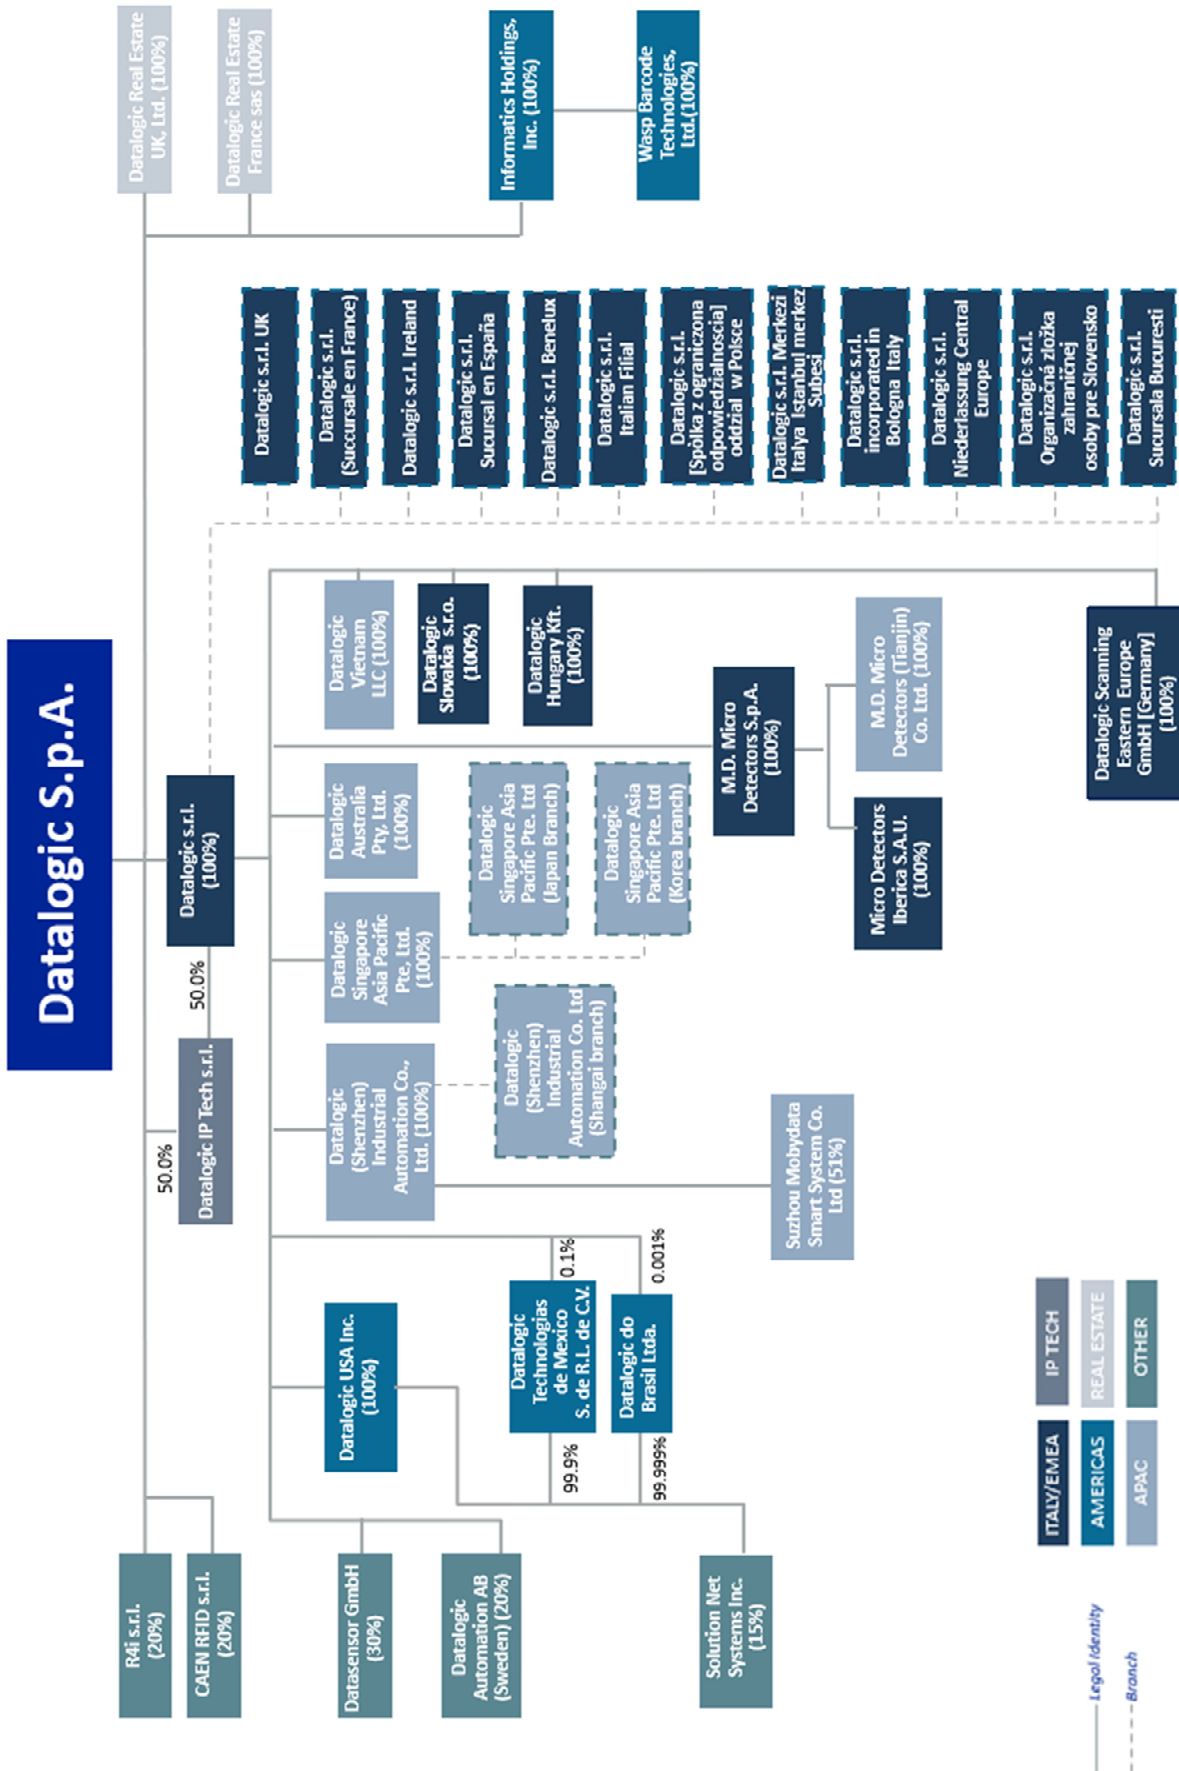 Datalogic S.p.A.
R4i s.r.l.
(20%)
CAEN RFID s.r.l.
(20%)
50.0%
Datalogic IP Tech s.r.l.
50.0%
Datalogic s.r.l.
(100%)
Datalogic Real Estate
UK, Ltd. (100%)
Datalogic Real Estate
France sas (100%)
Informatics Holdings,
Inc. (100%)
Wasp Barcode
Technologies,
Ltd.(100%)
Datasensor GmbH
(30%)
Datalogic
Automation AB
(Sweden) (20%)
Solution Net
Systems Inc.
(15%)
Datalogic USA Inc.
(100%)
99.9%
Datalogic
Technologias
de Mexico
S. de R.L. de C.V.
0.1%
99.999%
Datalogic do
Brasil Ltda.
0.001%
Datalogic
(Shenzhen)
Industrial
Automation Co.,
Ltd. (100%)
Datalogic
(Shenzhen)
Industrial
Automation Co. Ltd
(Shangai branch)
Suzhou Mobydata
Smart System Co.
Ltd (51%)
Datalogic
Singapore
Asia Pacific
Pte, Ltd.
(100%)
Datalogic
Singapore Asia
Pacific Pte. Ltd
(Japan Branch)
Datalogic
Singapore Asia
Pacific Pte. Ltd
(Korea branch)
Datalogic
Australia
Pty, Ltd.
(100%)
M.D. Micro
Detectors S.p.A.
(100%)
Micro Detectors
Iberica S.A.U.
(100%)
M.D. Micro
Detectors (Tianjin)
Co. Ltd. (100%)
Datalogic
Vietnam
LLC (100%)
Datalogic
Slovakia s.r.o.
(100%)
Datalogic
Hungary Kft.
(100%)
Datalogic Scanning
Eastern Europe
GmbH [Germany]
(100%)
Datalogic s.r.l. UK
Datalogic s.r.l.
(Succursale en France)
Datalogic s.r.l. Ireland
Datalogic s.r.l.
Sucursal en España
Datalogic s.r.l. Benelux
Datalogic s.r.l.
Italian Filial
Datalogic s.r.l.
[Spòika z ograniczona
odpowiedzialnoscia]
oddzial w Polsce
Datalogic s.r.l. Merkezi
Italya Istanbul merkez
Subesi
Datalogic s.r.l.
incorporated in
Bologna Italy
Datalogic s.r.l.
Niederlassung Central
Europe
Datalogic s.r.l.
Organizačná zložka
zahraničnej
osoby pre Slovensko
Datalogic s.r.l.
Sucursala Bucuresti
Legal Identity
Branch
ITALY/EMEA
IP TECH
AMERICAS
REAL ESTATE
APAC
OTHER